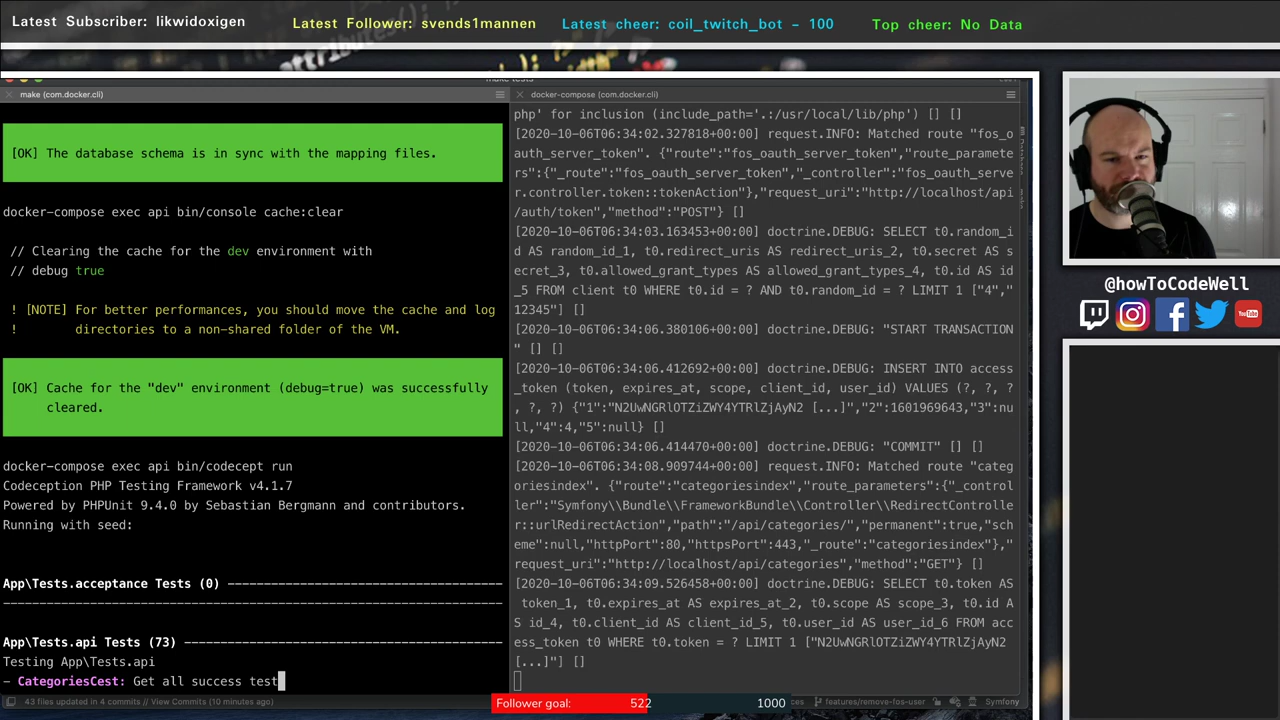 Latest Subscriber: likwidoxigen
Latest Follower: svends1mannen
Latest cheer: coil_twitch_bot - 100
Top cheer: No Data
attributes();
make (com.docker.cli)
[OK] The database schema is in sync with the mapping files.
docker-compose exec api bin/console cache:clear
// Clearing the cache for the dev environment with
// debug true
! [NOTE] For better performances, you should move the cache and log
! directories to a non-shared folder of the VM.
[OK] Cache for the "dev" environment (debug=true) was successfully
cleared.
docker-compose exec api bin/codecept run
Codeception PHP Testing Framework v4.1.7
Powered by PHPUnit 9.4.0 by Sebastian Bergmann and contributors.
Running with seed:
App\Tests.acceptance Tests (0) ------------------------------------
App\Tests.api Tests (73) ------------------------------------------
Testing App\Tests.api
- CategoriesCest: Get all success test
43 files updated in 4 commits // View Commits (10 minutes ago)
make tests
docker-compose (com.docker.cli)
php' for inclusion (include_path='.:/usr/local/lib/php') [] []
[2020-10-06T06:34:02.327818+00:00] request.INFO: Matched route "fos_o
auth_server_token". {"route":"fos_oauth_server_token","route_paramete
rs":{"_route":"fos_oauth_server_token","_controller":"fos_oauth_serve
r.controller.token::tokenAction"},"request_uri":"http://localhost/api
/auth/token","method":"POST"} []
[2020-10-06T06:34:03.163453+00:00] doctrine.DEBUG: SELECT t0.random_i
d AS random_id_1, t0.redirect_uris AS redirect_uris_2, t0.secret AS s
ecret_3, t0.allowed_grant_types AS allowed_grant_types_4, t0.id AS id
_5 FROM client t0 WHERE t0.id = ? AND t0.random_id = ? LIMIT 1 ["4","
12345"] []
[2020-10-06T06:34:06.380106+00:00] doctrine.DEBUG: "START TRANSACTION
" [] []
[2020-10-06T06:34:06.412692+00:00] doctrine.DEBUG: INSERT INTO access
_token (token, expires_at, scope, client_id, user_id) VALUES (?, ?, ?
, ?, ?) {"1":"N2UwNGRlOTZiZWY4YTRlZjAyN2 [...]","2":1601969643,"3":nu
ll,"4":4,"5":null} []
[2020-10-06T06:34:06.414470+00:00] doctrine.DEBUG: "COMMIT" [] []
[2020-10-06T06:34:08.909744+00:00] request.INFO: Matched route "categ
oriesindex". {"route":"categoriesindex","route_parameters":{"_control
ler":"Symfony\\Bundle\\FrameworkBundle\\Controller\\RedirectControlle
r::urlRedirectAction","path":"/api/categories/","permanent":true,"sch
eme":null,"httpPort":80,"httpsPort":443,"_route":"categoriesindex"},"
request_uri":"http://localhost/api/categories","method":"GET"} []
[2020-10-06T06:34:09.526458+00:00] doctrine.DEBUG: SELECT t0.token AS
token_1, t0.expires_at AS expires_at_2, t0.scope AS scope_3, t0.id A
S id_4, t0.client_id AS client_id_5, t0.user_id AS user_id_6 FROM acc
ess_token t0 WHERE t0.token = ? LIMIT 1 ["N2UwNGRlOTZiZWY4YTRlZjAyN2
[...]"] []
Follower goal: 522 1000
features/remove-fos-user
Symfony
@howToCodeWell